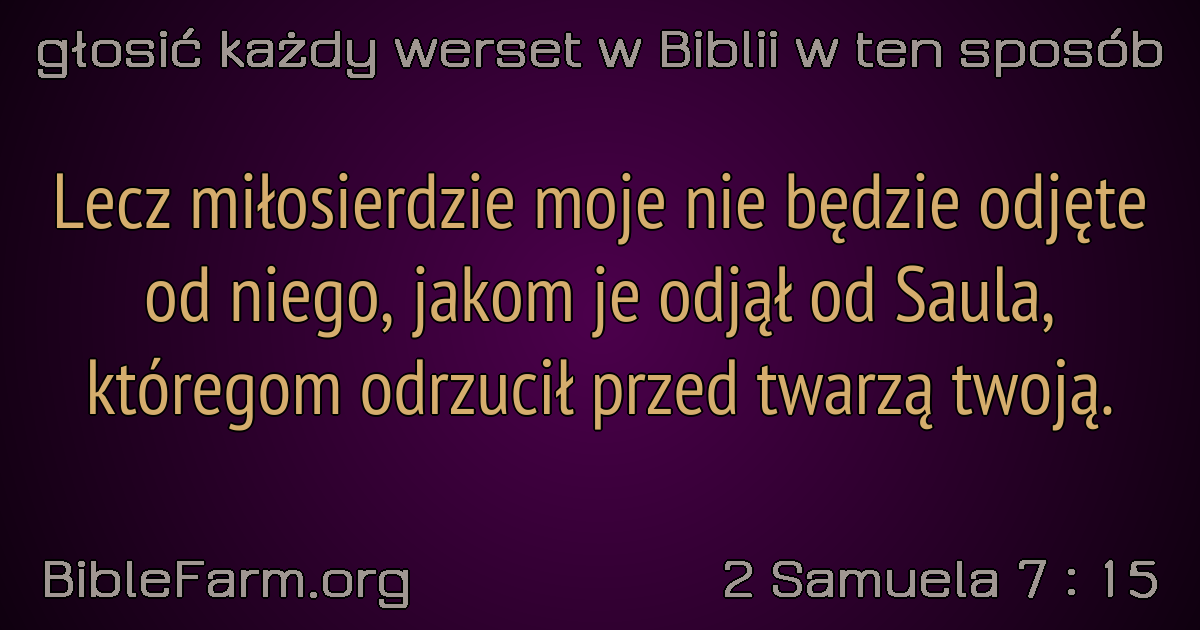 głosić każdy werset w Biblii w ten sposób
Lecz miłosierdzie moje nie będzie odjęte
od niego, jakom je odjął od Saula,
któregom odrzucił przed twarzą twoją.
BibleFarm.org
2 Samuela 7 : 15